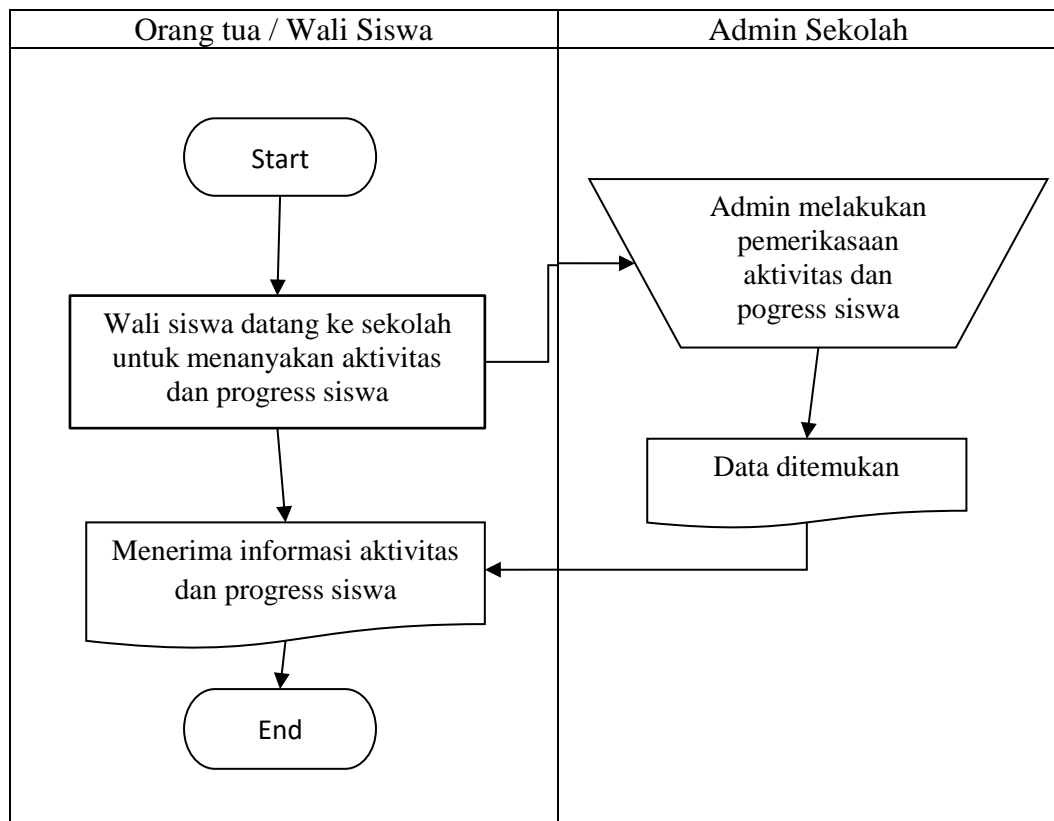 Orang tua / Wali Siswa
Admin Sekolah
Start
Admin melakukan
pemerikasaan
aktivitas dan
pogress siswa
Wali siswa datang ke sekolah
untuk menanyakan aktivitas
dan progress siswa
Data ditemukan
Menerima informasi aktivitas
dan progress siswa
End